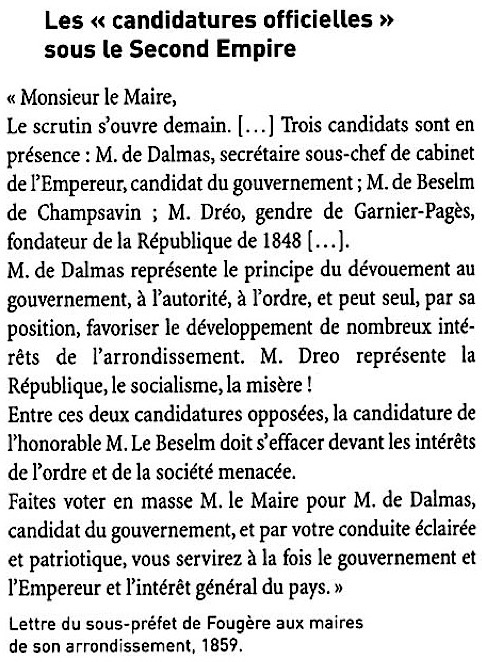 Les « candidatures officielles »
sous le Second Empire
« Monsieur le Maire,
Le scrutin s’ouvre demain. […] Trois candidats sont en
présence : M. de Dalmas, secrétaire sous-chef de cabinet
de l’Empereur, candidat du gouvernement ; M. de Beselm
de Champsavin ; M. Dréo, gendre de Garnier-Pagès,
fondateur de la République de 1848 […].
M. de Dalmas représente le principe du dévouement au
gouvernement, à l’autorité, à l’ordre, et peut seul, par sa
position, favoriser le développement de nombreux inté-
rêts de l’arrondissement. M. Dreo représente la
République, le socialisme, la misère !
Entre ces deux candidatures opposées, la candidature de
l’honorable M. Le Beselm doit s’effacer devant les intérêts
de l’ordre et de la société menacée.
Faites voter en masse M. le Maire pour M. de Dalmas,
candidat du gouvernement, et par votre conduite éclairée
et patriotique, vous servirez à la fois le gouvernement et
l’Empereur et l’intérêt général du pays. »
Lettre du sous-préfet de Fougère aux maires
de son arrondissement, 1859.